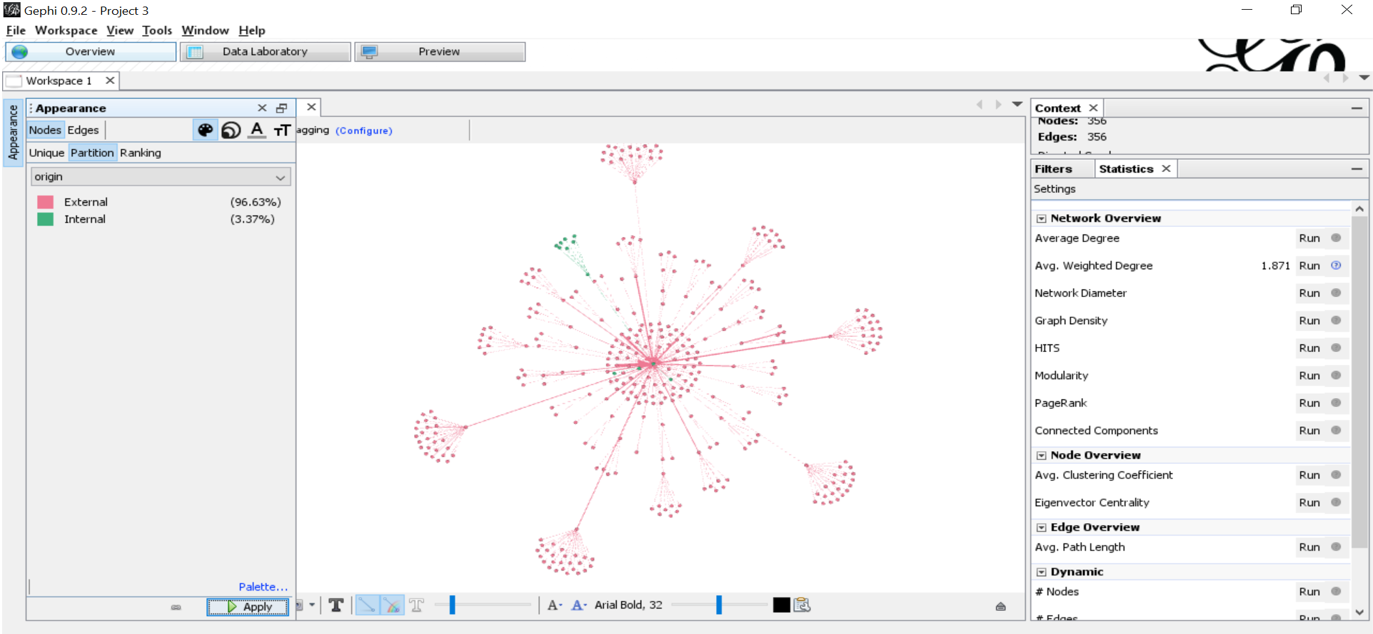 Gephi 0.9.2 - Project 3
File Workspace View Tools Window Help
Overview Data Laboratory Preview
Workspace 1
Appearance
Appearance
Nodes Edges
Unique Partition Ranking
origin
External (96.63%)
Internal (3.37%)
Palette...
Apply
agging (Configure)
Arial Bold, 32
Context
Nodes: 356
Edges: 356
Filters Statistics
Settings
Network Overview
Average Degree Run
Avg. Weighted Degree 1.871 Run
Network Diameter Run
Graph Density Run
HITS Run
Modularity Run
PageRank Run
Connected Components Run
Node Overview
Avg. Clustering Coefficient Run
Eigenvector Centrality Run
Edge Overview
Avg. Path Length Run
Dynamic
# Nodes Run
# Edges Run